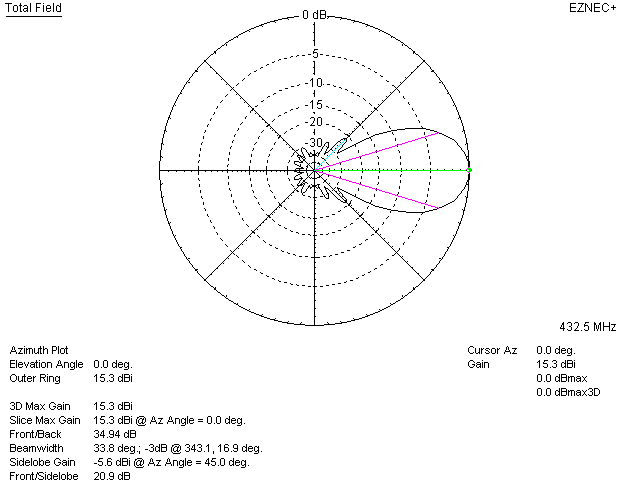 Total Field
EZNEC+
0 dB
-5
-10
-15
-20
-30
432.5 MHz
Azimuth Plot
Elevation Angle 0.0 deg.
Outer Ring 15.3 dBi
Cursor Az 0.0 deg.
Gain 15.3 dBi
0.0 dBmax
0.0 dBmax3D
3D Max Gain 15.3 dBi
Slice Max Gain 15.3 dBi @ Az Angle = 0.0 deg.
Front/Back 34.94 dB
Beamwidth 33.8 deg.; -3dB @ 343.1, 16.9 deg.
Sidelobe Gain -5.6 dBi @ Az Angle = 45.0 deg.
Front/Sidelobe 20.9 dB